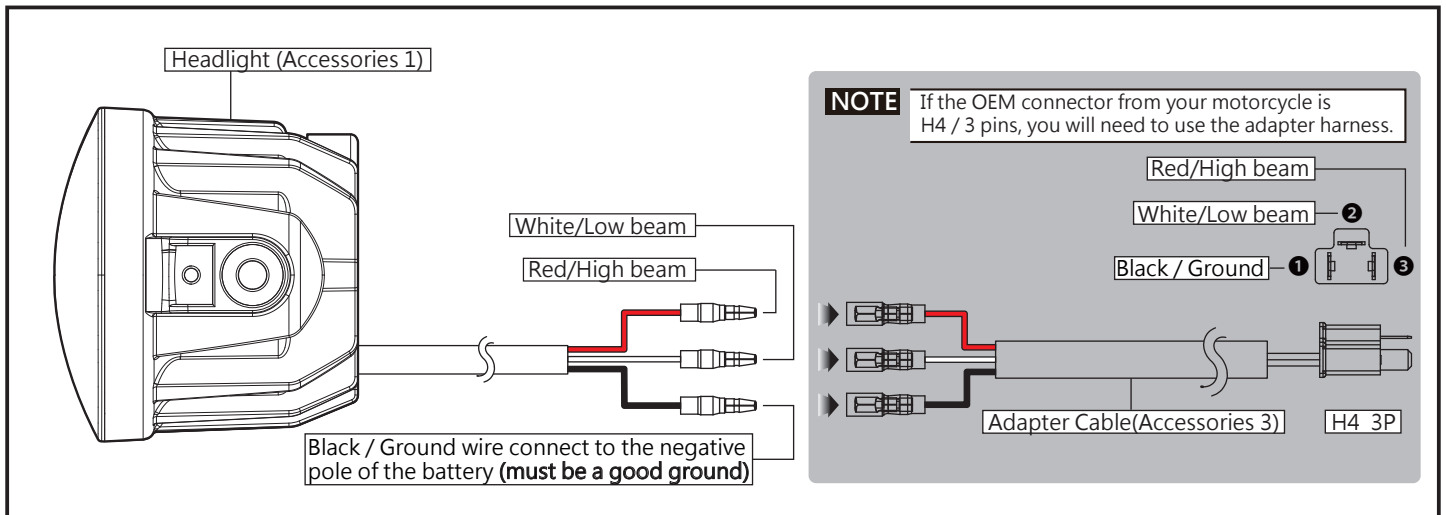 Headlight (Accessories 1)
White/Low beam
Red/High beam
Black / Ground wire connect to the negative
pole of the battery (must be a good ground)
NOTE
If the OEM connector from your motorcycle is
H4 / 3 pins, you will need to use the adapter harness.
Red/High beam
White/Low beam
❷
Black / Ground
❶
❸
Adapter Cable(Accessories 3)
H4 3P